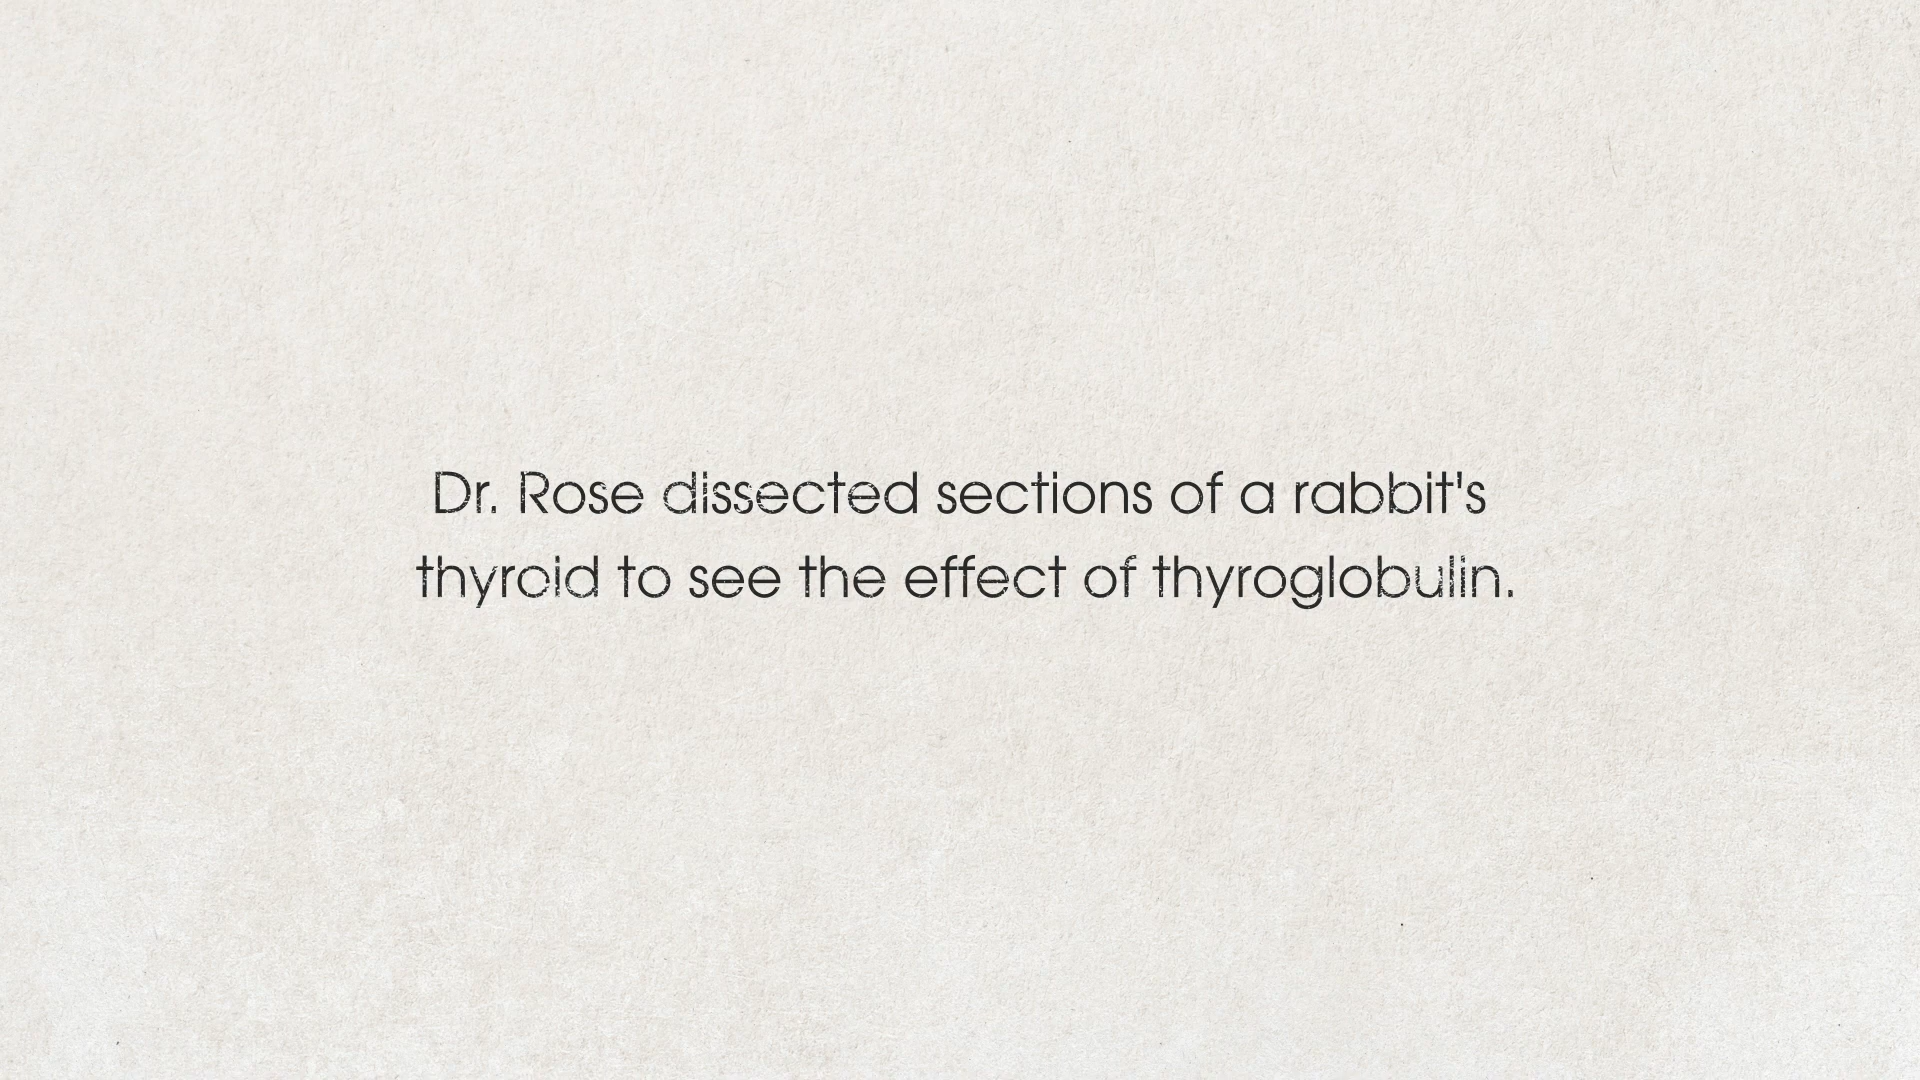 Dr. Rose dissected sections of a rabbit's
thyroid to see the effect of thyroglobulin.